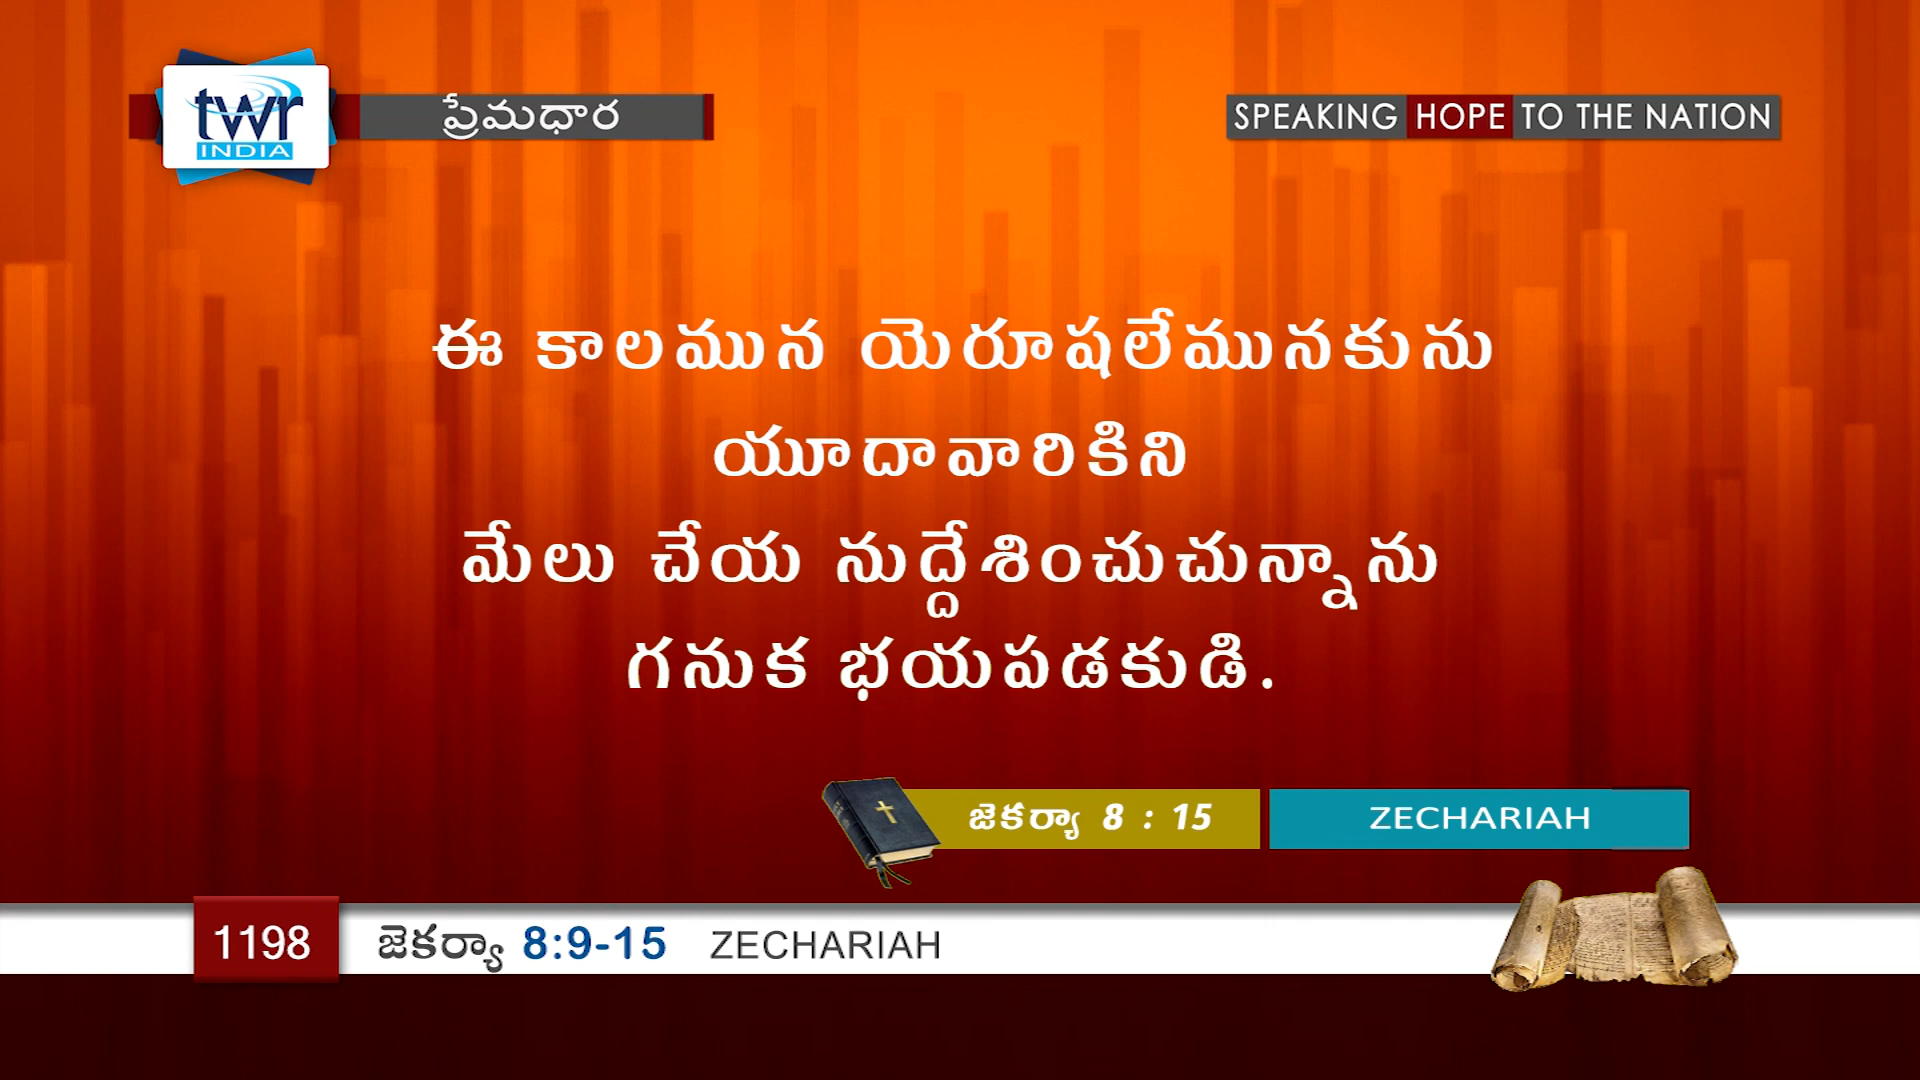 twr
INDIA
ప్రేమధార
SPEAKING HOPE TO THE NATION
ఈ కాలమున యెరూషలేమునకును
యూదావారికిని
మేలు చేయ నుద్దేశించుచున్నాను
గనుక భయపడకుడి.
జెకర్యా 8 : 15
ZECHARIAH
1198 జెకర్యా 8:9-15 ZECHARIAH